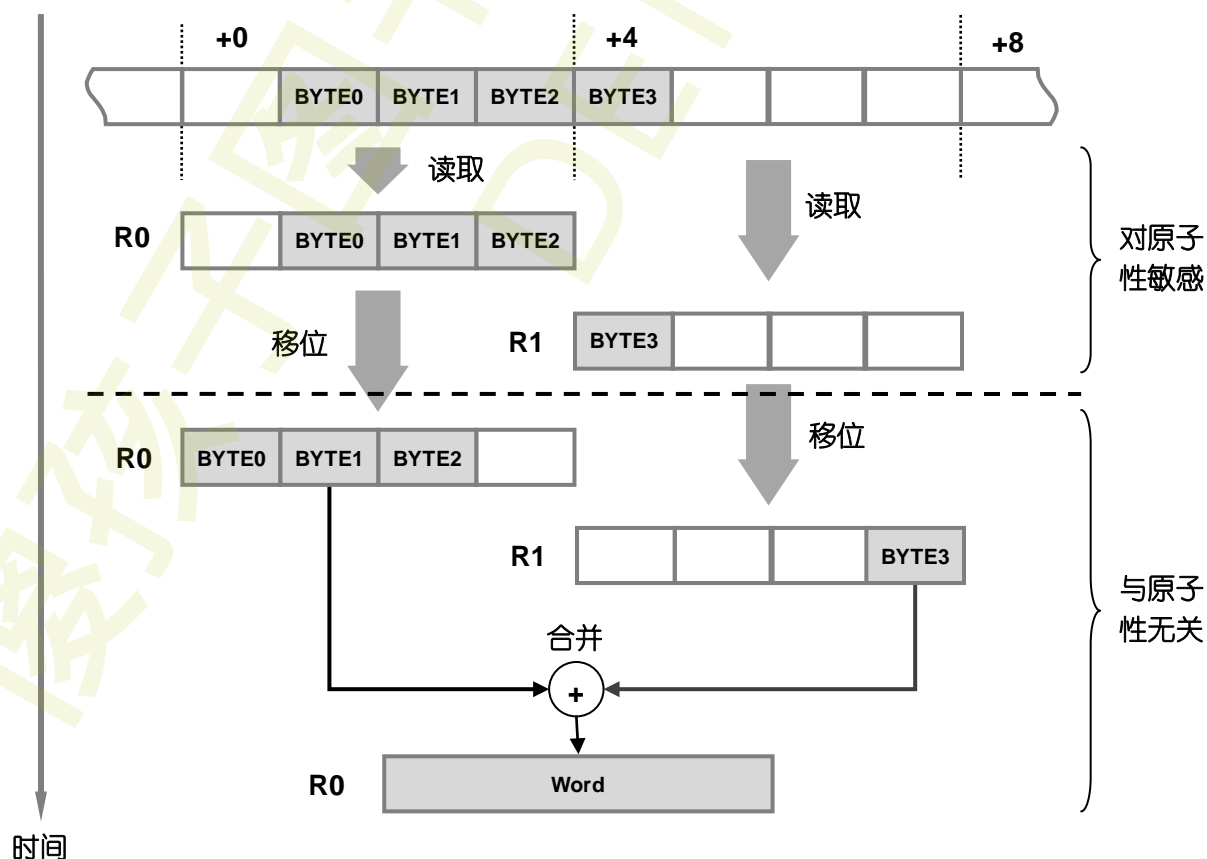 +0 +4 +8
BYTE0 BYTE1 BYTE2 BYTE3
读取
读取
R0 BYTE0 BYTE1 BYTE2
对原子
性敏感
移位
R1 BYTE3
R0 BYTE0 BYTE1 BYTE2
移位
R1 BYTE3
与原子
性无关
合并
+
R0 Word
时间